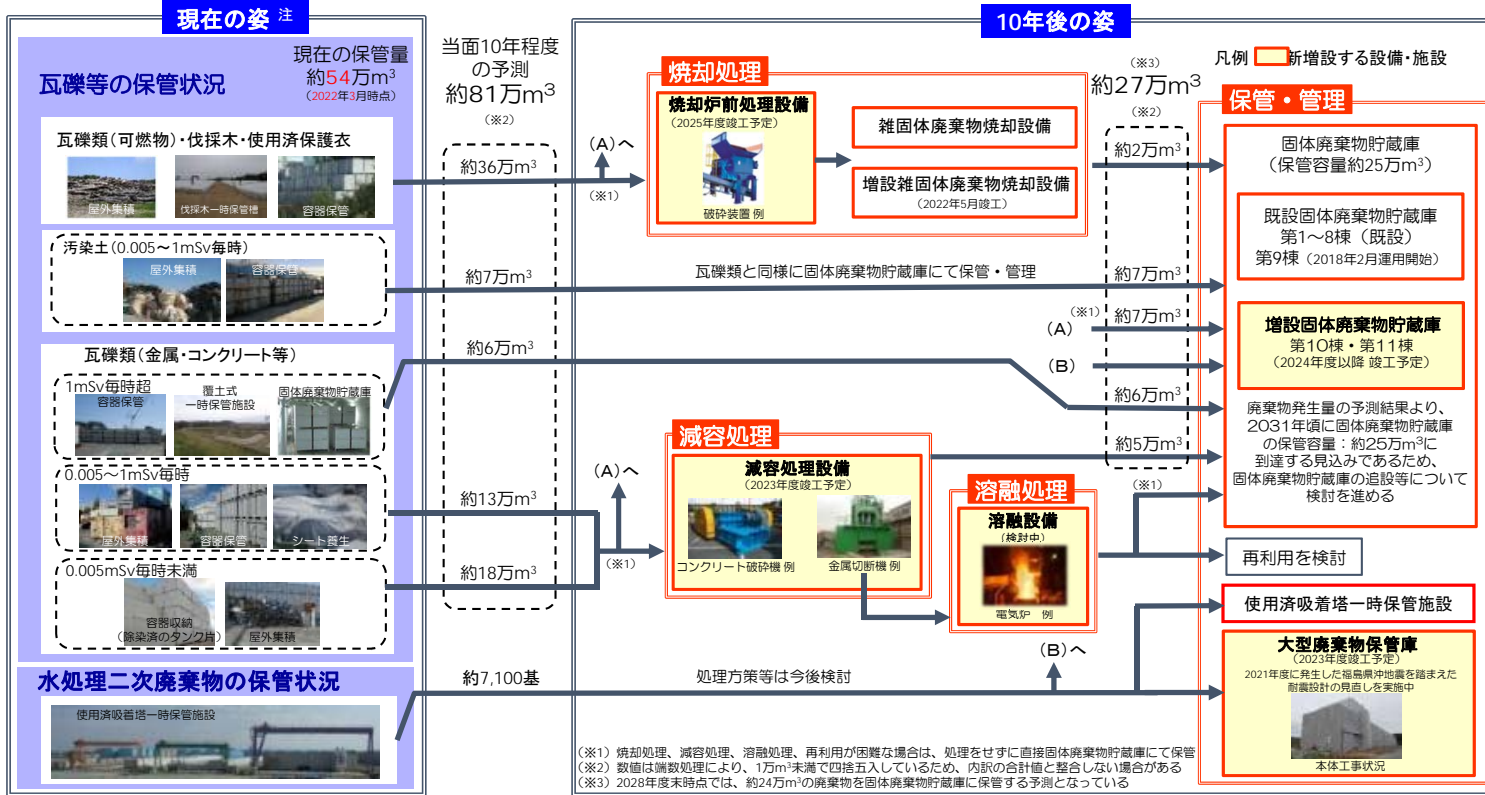 現在の姿 注
10年後の姿
瓦礫等の保管状況
現在の保管量
約54万m³
(2022年3月時点)
瓦礫類(可燃物)・伐採木・使用済保護衣
屋外集積
伐採木一時保管槽
容器保管
汚染土(0.005~1mSv毎時)
屋外集積
容器保管
瓦礫類(金属・コンクリート等)
1mSv毎時超
容器保管
覆土式
一時保管施設
固体廃棄物貯蔵庫
0.005~1mSv毎時
屋外集積
容器保管
シート養生
0.005mSv毎時未満
容器収納
(除染済のタンク片)
屋外集積
水処理二次廃棄物の保管状況
使用済吸着塔一時保管施設
当面10年程度
の予測
約81万m³
(※2)
約36万m³
約7万m³
約6万m³
約13万m³
約18万m³
約7,100基
(A)へ
(※1)
焼却処理
焼却炉前処理設備
(2025年度竣工予定)
破砕装置 例
雑固体廃棄物焼却設備
増設雑固体廃棄物焼却設備
(2022年5月竣工)
瓦礫類と同様に固体廃棄物貯蔵庫にて保管・管理
(A)へ
(※1)
減容処理
減容処理設備
(2023年度竣工予定)
コンクリート破砕機 例
金属切断機 例
溶融処理
溶融設備
(検討中)
電気炉 例
処理方策等は今後検討
(B)へ
(※3)
約27万m³
(※2)
約2万m³
約7万m³
(A)
(※1)
約7万m³
(B)
約6万m³
約5万m³
(※1)
凡例 新増設する設備・施設
保管・管理
固体廃棄物貯蔵庫
(保管容量約25万m³)
既設固体廃棄物貯蔵庫
第1~8棟(既設)
第9棟(2018年2月運用開始)
増設固体廃棄物貯蔵庫
第10棟・第11棟
(2024年度以降 竣工予定)
廃棄物発生量の予測結果より、
2031年頃に固体廃棄物貯蔵庫
の保管容量:約25万m³に
到達する見込みであるため、
固体廃棄物貯蔵庫の追設等について
検討を進める
再利用を検討
使用済吸着塔一時保管施設
大型廃棄物保管庫
(2023年度竣工予定)
2021年度に発生した福島県沖地震を踏まえた
耐震設計の見直しを実施中
本体工事状況
(※1) 焼却処理、減容処理、溶融処理、再利用が困難な場合は、処理をせずに直接固体廃棄物貯蔵庫にて保管
(※2) 数値は端数処理により、1万m³未満で四捨五入しているため、内訳の合計値と整合しない場合がある
(※3) 2028年度末時点では、約24万m³の廃棄物を固体廃棄物貯蔵庫に保管する予測となっている